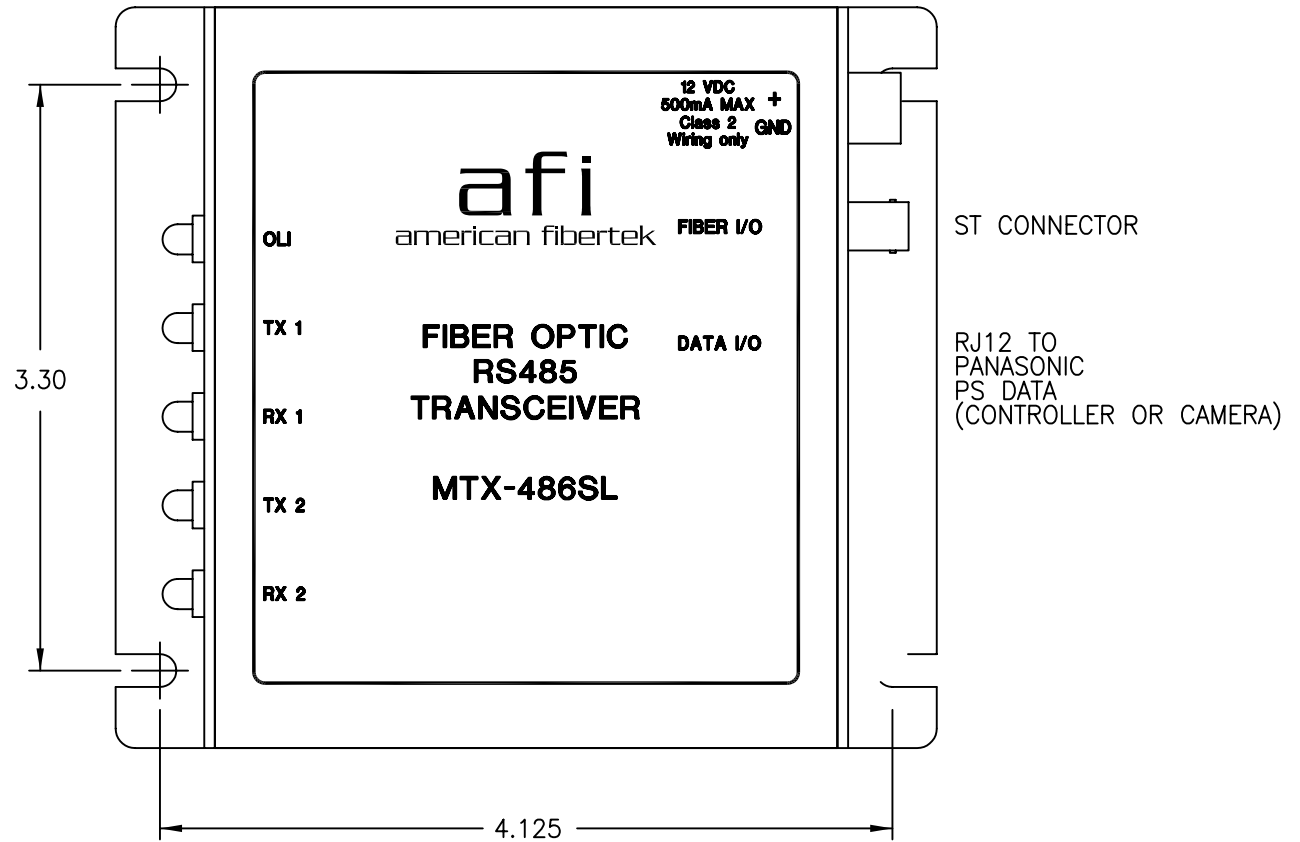 12 VDC
500mA MAX +
Class 2 GND
Wiring only
afi
american fibertek
FIBER I/O
ST CONNECTOR
OLI
TX 1
FIBER OPTIC
RS485
TRANSCEIVER
DATA I/O
RJ12 TO
PANASONIC
PS DATA
(CONTROLLER OR CAMERA)
3.30
RX 1
MTX-486SL
TX 2
RX 2
4.125